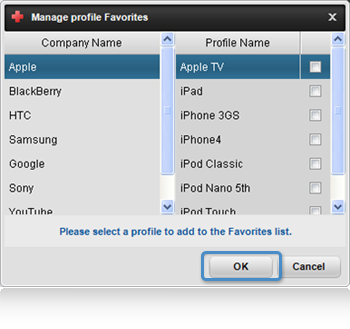 Manage profile Favorites
Company Name
Profile Name
Apple
Apple TV
BlackBerry
iPad
HTC
iPhone 3GS
Samsung
iPhone4
Google
iPod Classic
Sony
iPod Nano 5th
YouTube
iPod Touch
Please select a profile to add to the Favorites list.
OK
Cancel